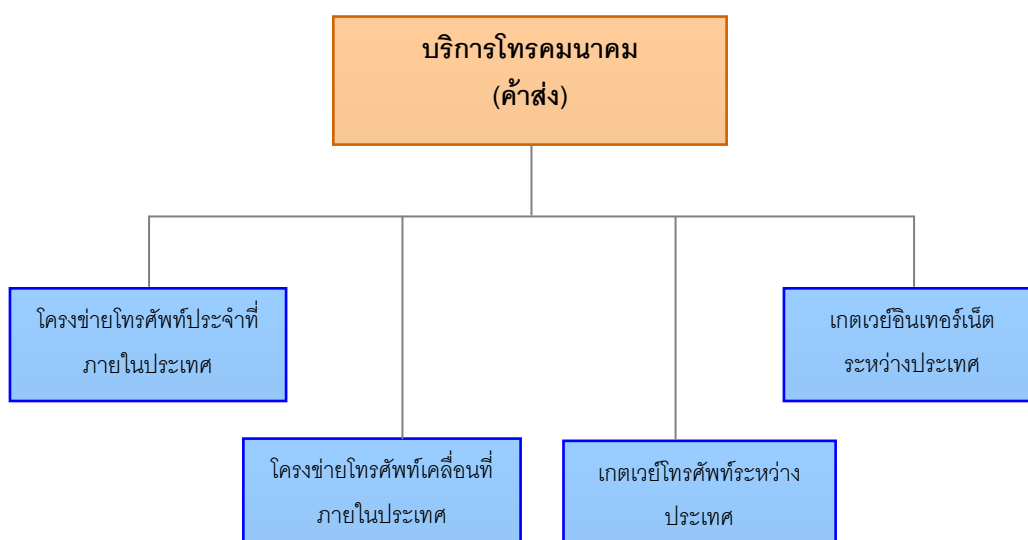 บริการโทรคมนาคม
(ค้าส่ง)
โครงข่ายโทรศัพท์ประจำที่
ภายในประเทศ
เกตเวย์อินเทอร์เน็ต
ระหว่างประเทศ
โครงข่ายโทรศัพท์เคลื่อนที่
ภายในประเทศ
เกตเวย์โทรศัพท์ระหว่าง
ประเทศ